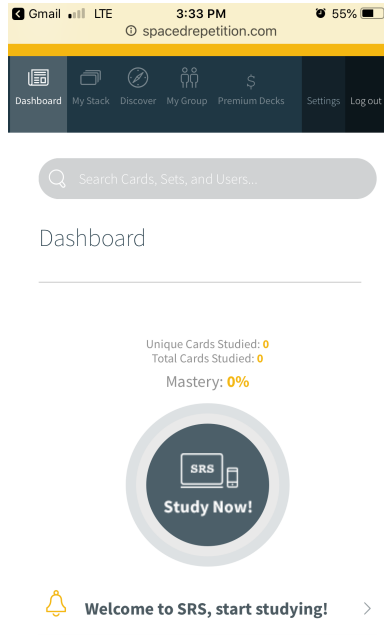 Gmail LTE 3:33 PM 55%
spacedrepetition.com
Dashboard My Stack Discover My Group Premium Decks Settings Log out
Search Cards, Sets, and Users...
Dashboard
Unique Cards Studied: 0
Total Cards Studied: 0
Mastery: 0%
SRS
Study Now!
Welcome to SRS, start studying!